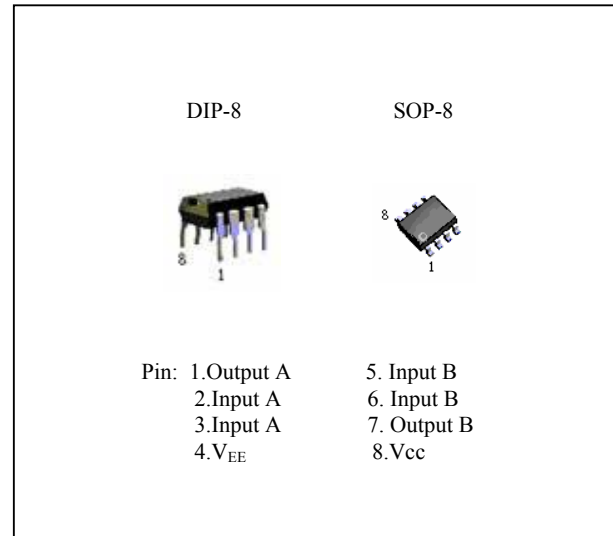 DIP-8 SOP-8
8
1
8
1
Pin: 1.Output A 5. Input B
2.Input A 6. Input B
3.Input A 7. Output B
4.VEE 8.Vcc